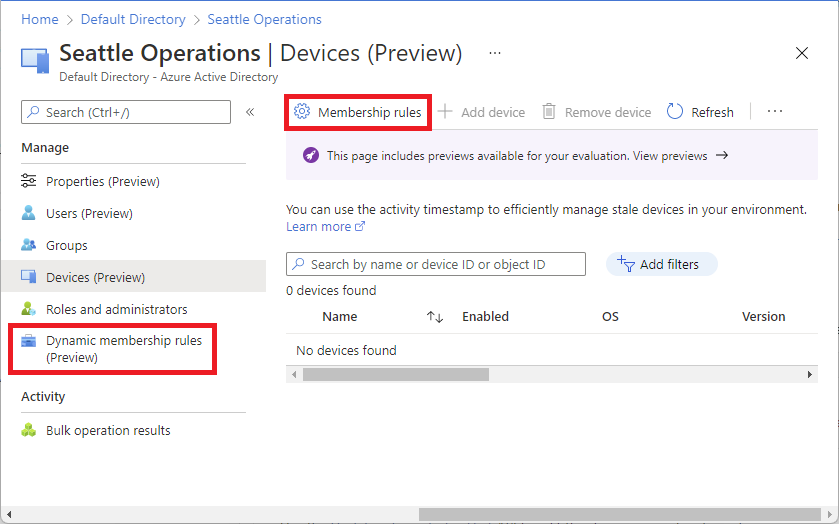 Home > Default Directory > Seattle Operations
Seattle Operations | Devices (Preview) ...
Default Directory - Azure Active Directory
Search (Ctrl+/) «
Manage
Properties (Preview)
Users (Preview)
Groups
Devices (Preview)
Roles and administrators
Dynamic membership rules
(Preview)
Activity
Bulk operation results
Membership rules Add device Remove device Refresh ...
This page includes previews available for your evaluation. View previews →
You can use the activity timestamp to efficiently manage stale devices in your environment.
Learn more
Search by name or device ID or object ID Add filters
0 devices found
Name Enabled OS Version
No devices found